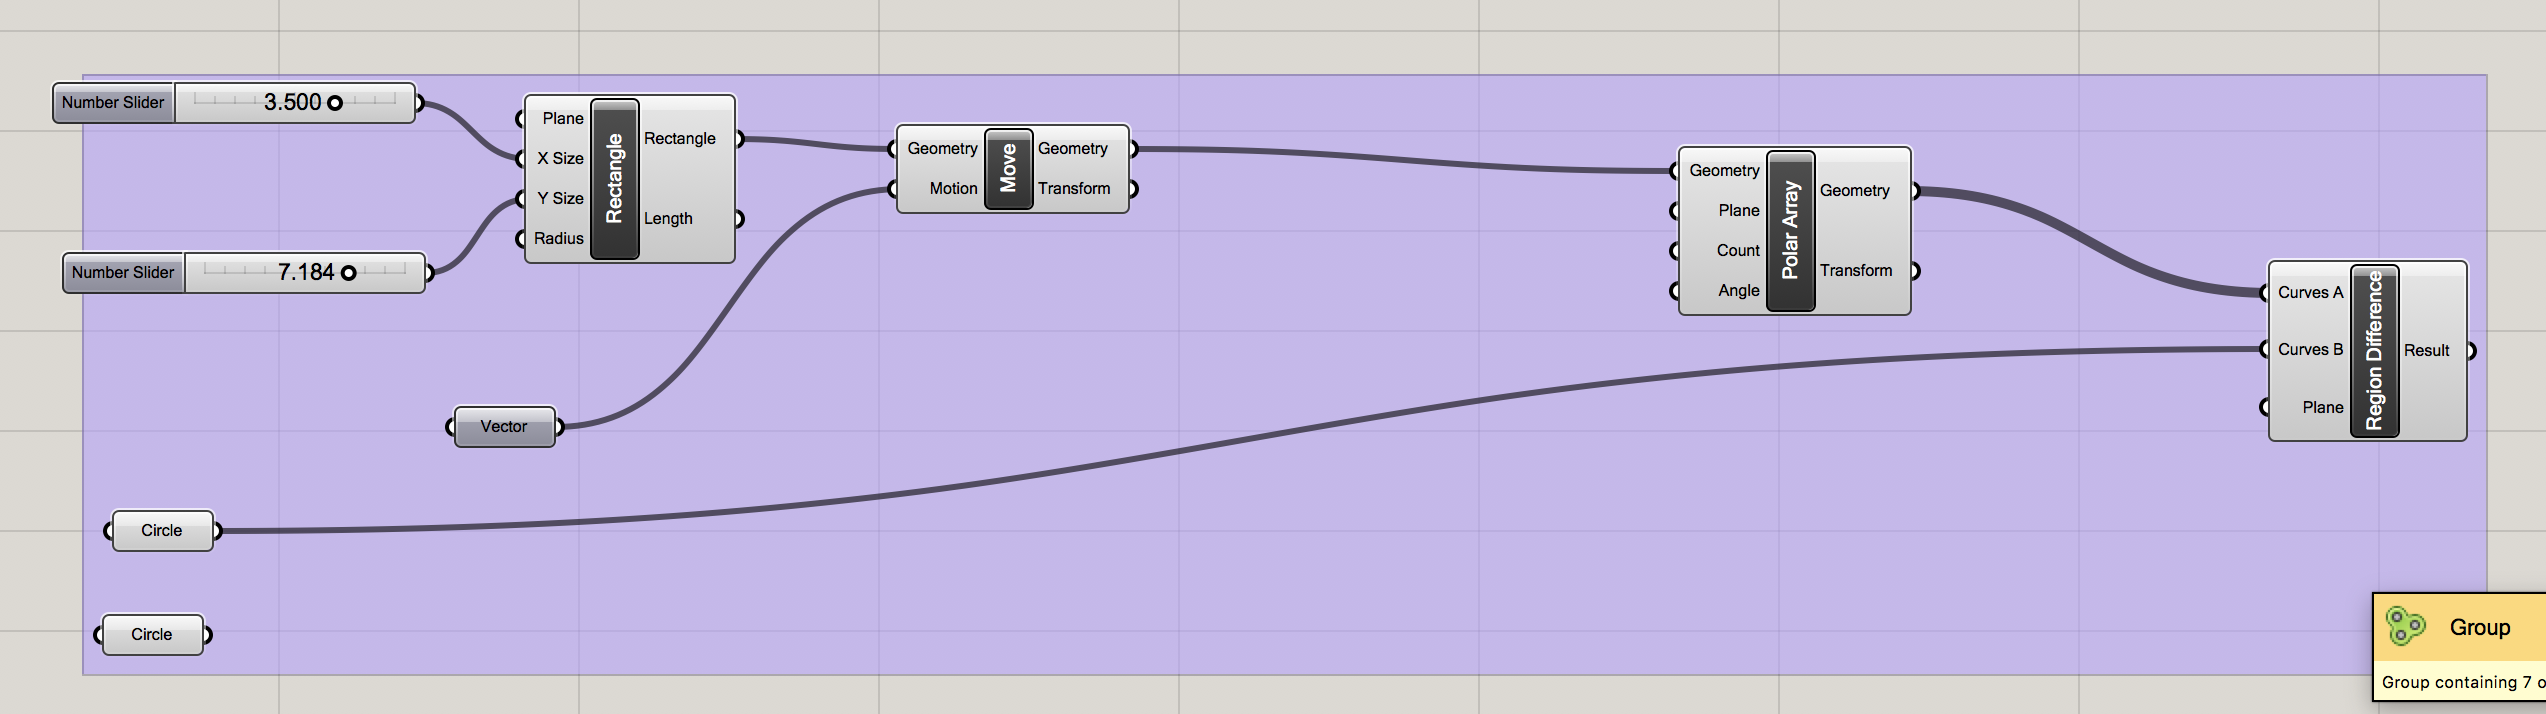 Number Slider
3.500
Number Slider
7.184
Plane
X Size
Y Size
Radius
Rectangle
Rectangle
Length
Vector
Circle
Circle
Geometry
Motion
Move
Geometry
Transform
Geometry
Plane
Count
Angle
Polar Array
Geometry
Transform
Curves A
Curves B
Plane
Region Difference
Result
Group
Group containing 7 o